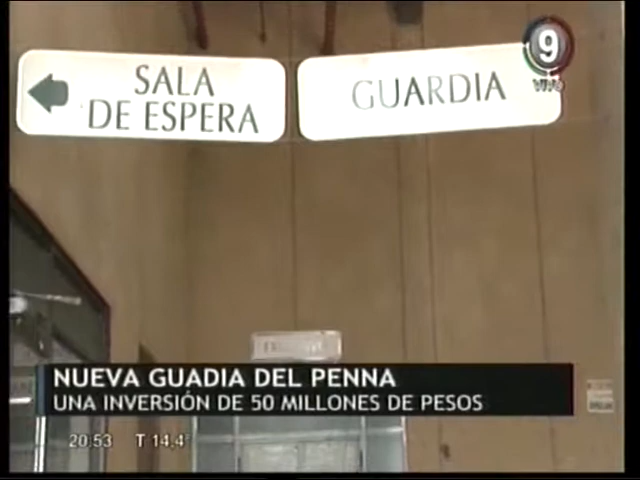 SALA
DE ESPERA
GUARDIA
9
VIVO
NUEVA GUADIA DEL PENNA
UNA INVERSIÓN DE 50 MILLONES DE PESOS
20:53 T 14,4°